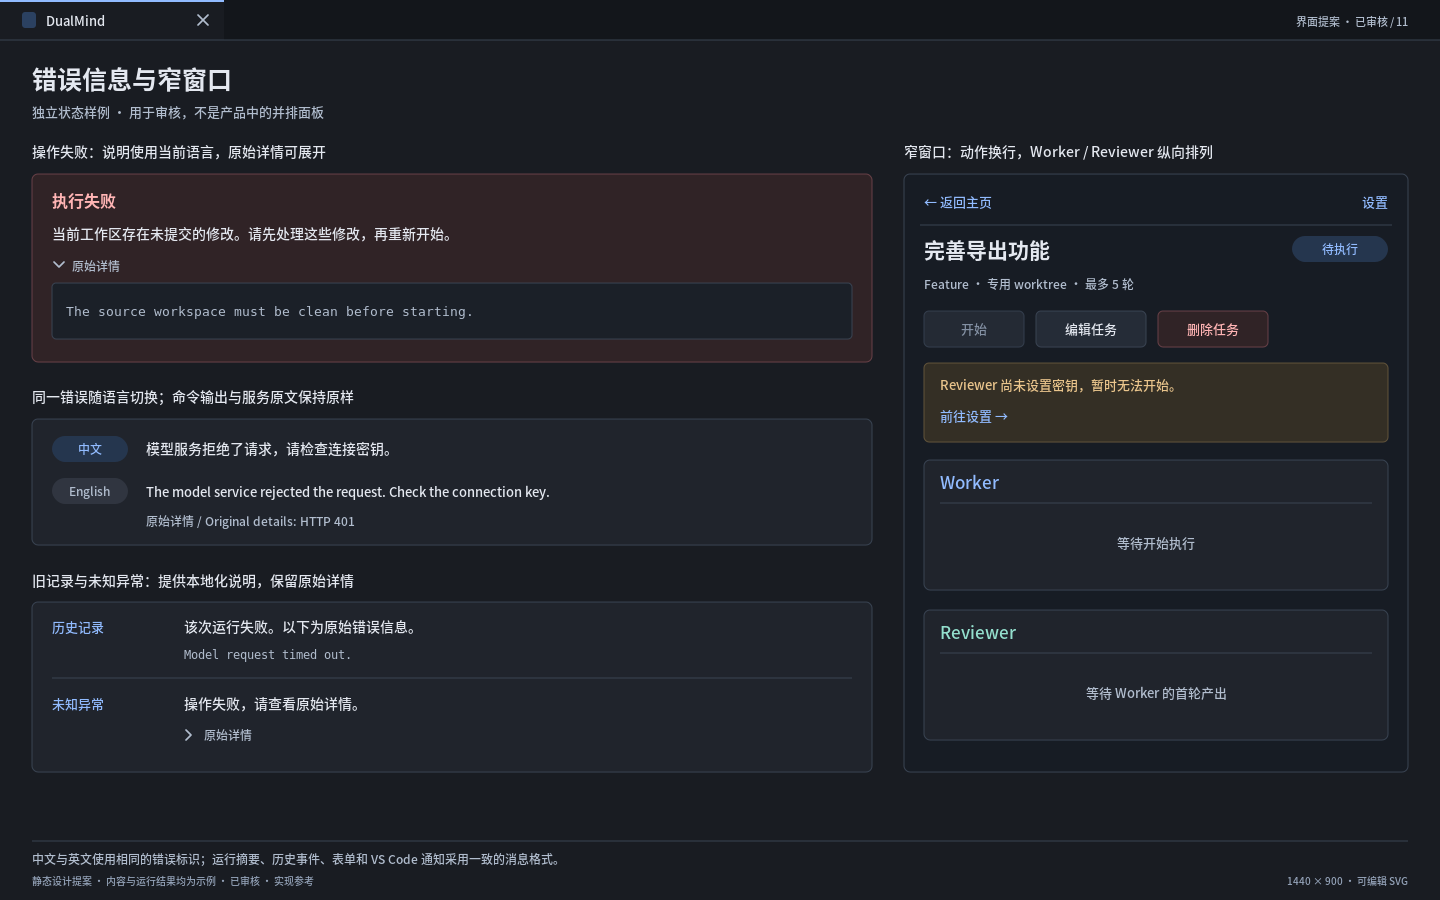 DualMind
界面提案 · 已审核 / 11
错误信息与窄窗口
独立状态样例 · 用于审核，不是产品中的并排面板
操作失败：说明使用当前语言，原始详情可展开
执行失败
当前工作区存在未提交的修改。请先处理这些修改，再重新开始。
原始详情
The source workspace must be clean before starting.
同一错误随语言切换；命令输出与服务原文保持原样
中文 模型服务拒绝了请求，请检查连接密钥。
English The model service rejected the request. Check the connection key.
原始详情 / Original details: HTTP 401
旧记录与未知异常：提供本地化说明，保留原始详情
历史记录 该次运行失败。以下为原始错误信息。
Model request timed out.
未知异常 操作失败，请查看原始详情。
原始详情
窄窗口：动作换行，Worker / Reviewer 纵向排列
← 返回主页 设置
完善导出功能 待执行
Feature · 专用 worktree · 最多 5 轮
开始 编辑任务 删除任务
Reviewer 尚未设置密钥，暂时无法开始。
前往设置 →
Worker
等待开始执行
Reviewer
等待 Worker 的首轮产出
中文与英文使用相同的错误标识；运行摘要、历史事件、表单和 VS Code 通知采用一致的消息格式。
静态设计提案 · 内容与运行结果均为示例 · 已审核 · 实现参考
1440 × 900 · 可编辑 SVG